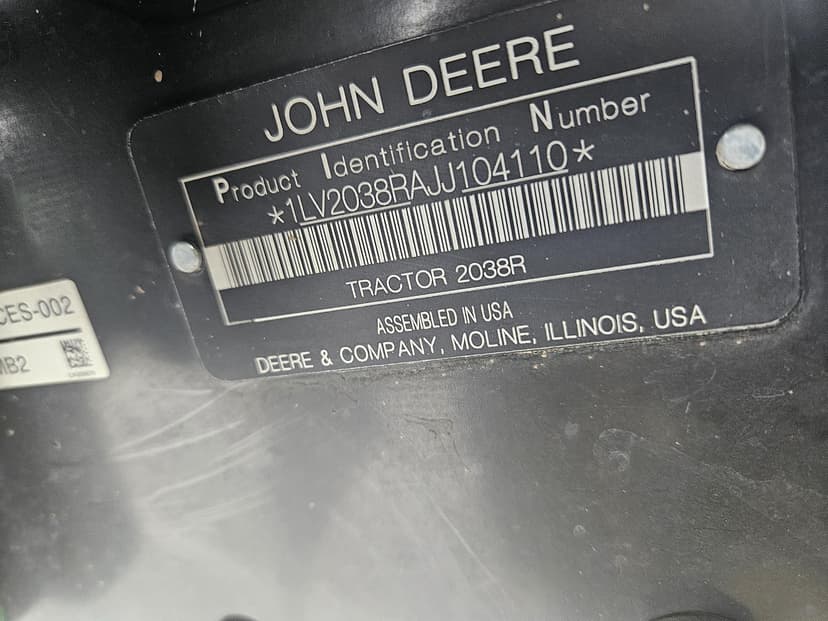 JOHN DEERE
Product Identification Number
*1LV2038RAJJ104110*
TRACTOR 2038R
ASSEMBLED IN USA
DEERE & COMPANY, MOLINE, ILLINOIS, USA
CES-002
MB2